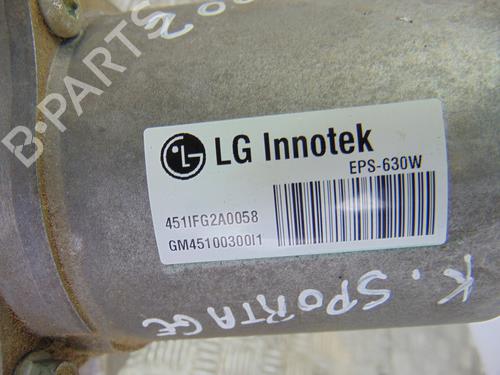 B-PARTS
LG Innotek
EPS-630W
451IFG2A0058
GM45100300I1
K. SPORTAGE